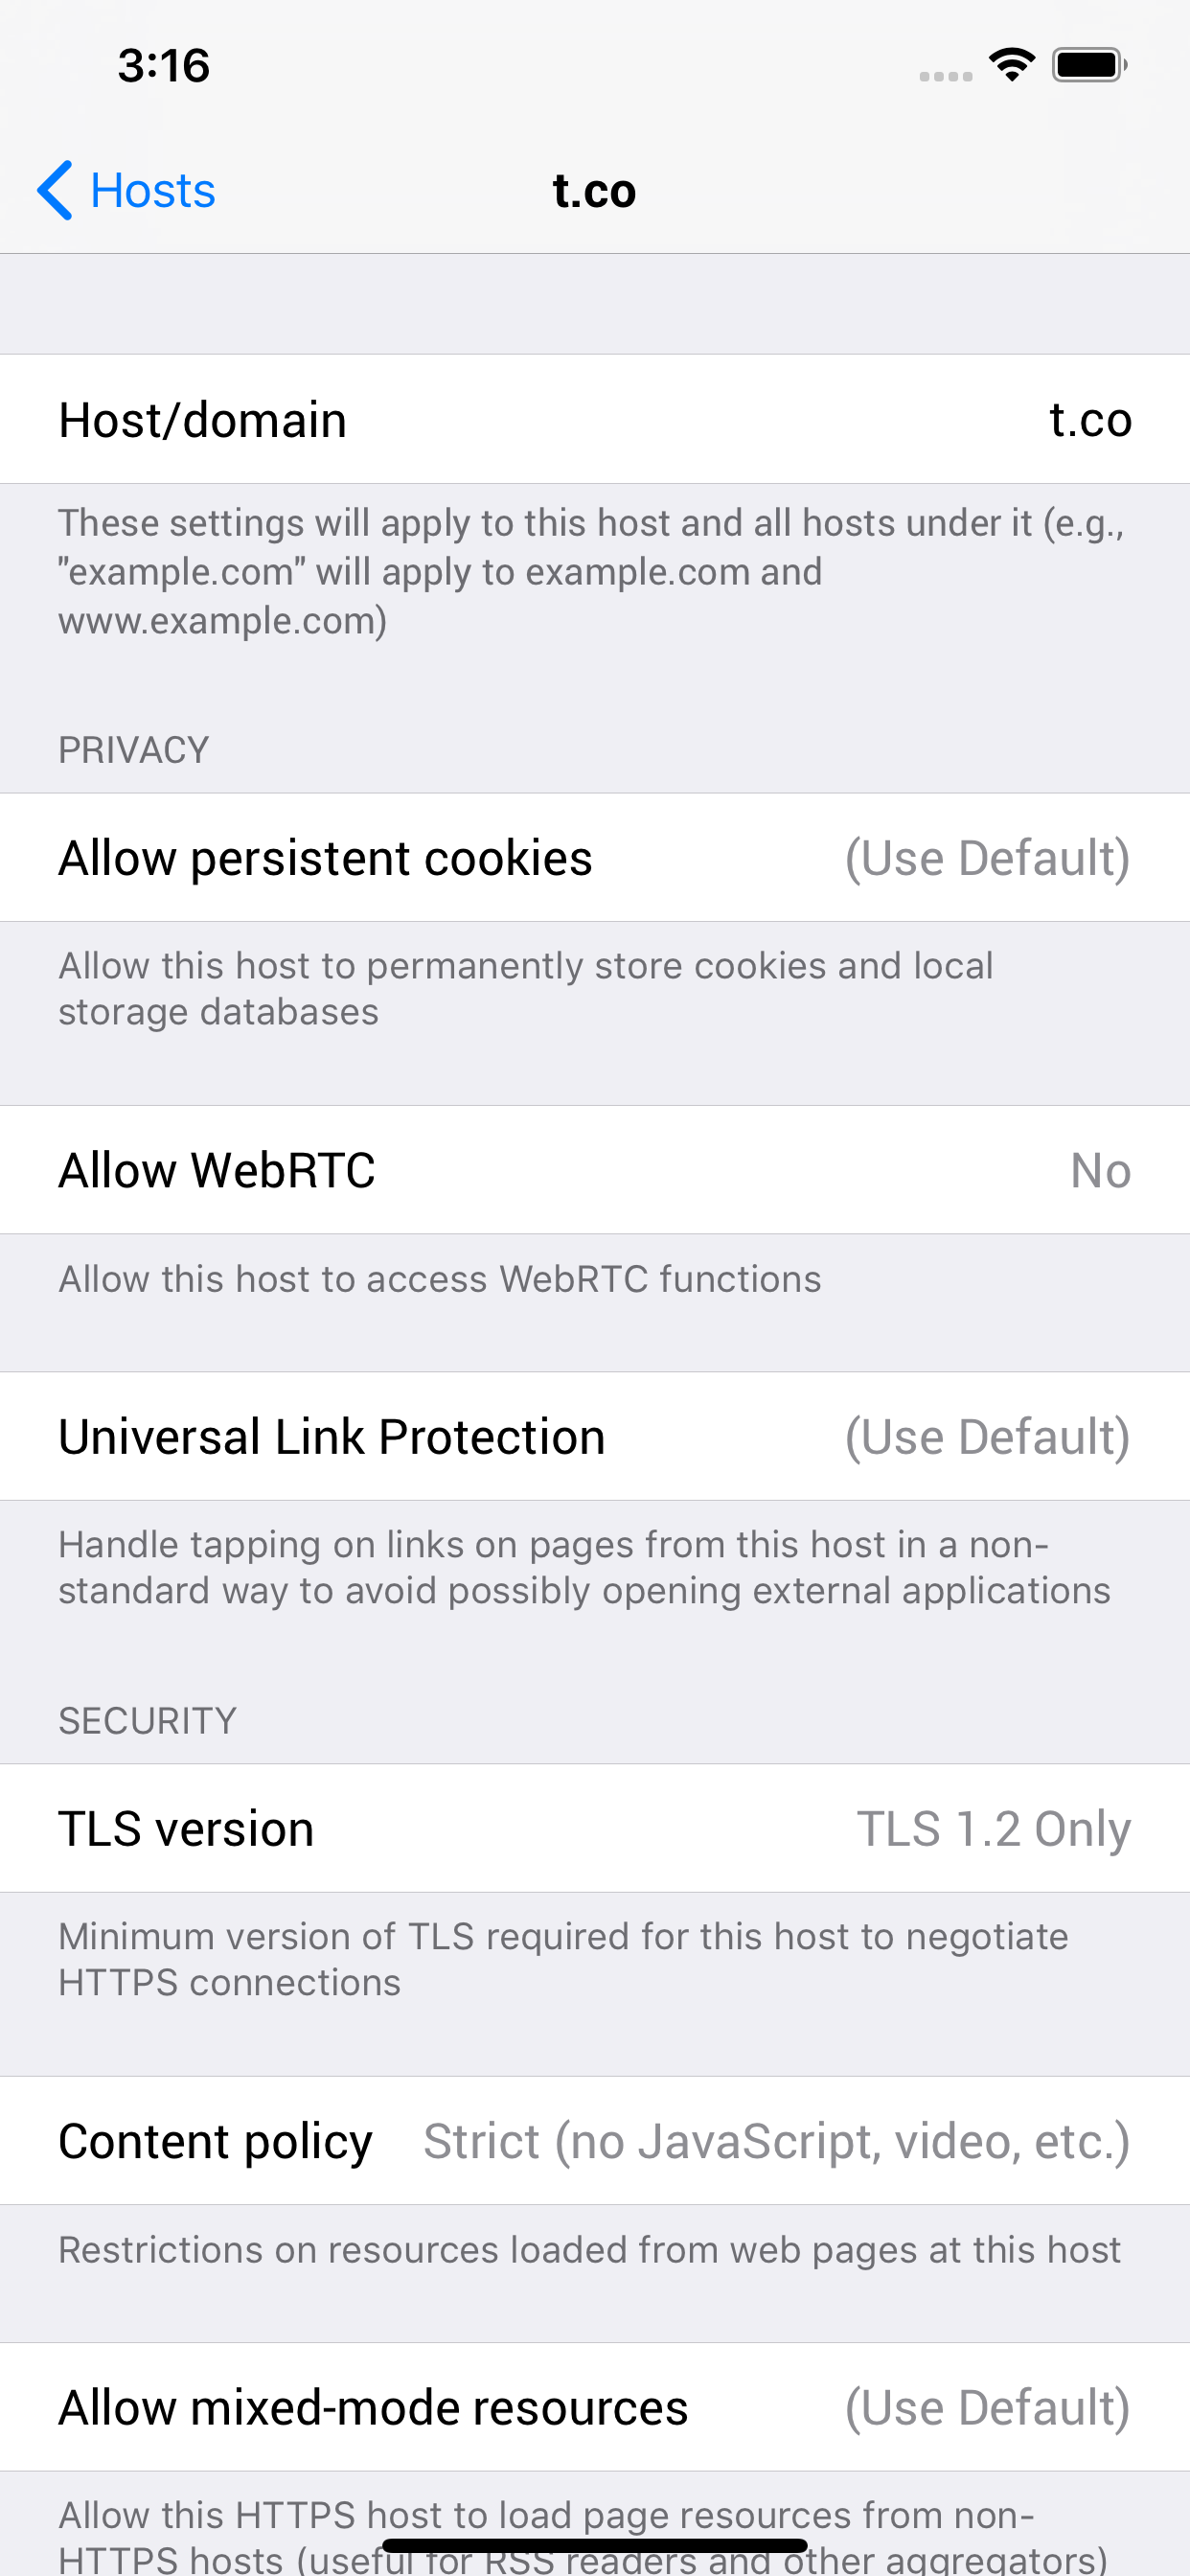 3:16
Hosts
t.co
Host/domain t.co
These settings will apply to this host and all hosts under it (e.g.,
"example.com" will apply to example.com and
www.example.com)
PRIVACY
Allow persistent cookies (Use Default)
Allow this host to permanently store cookies and local
storage databases
Allow WebRTC No
Allow this host to access WebRTC functions
Universal Link Protection (Use Default)
Handle tapping on links on pages from this host in a non-
standard way to avoid possibly opening external applications
SECURITY
TLS version TLS 1.2 Only
Minimum version of TLS required for this host to negotiate
HTTPS connections
Content policy Strict (no JavaScript, video, etc.)
Restrictions on resources loaded from web pages at this host
Allow mixed-mode resources (Use Default)
Allow this HTTPS host to load page resources from non-
HTTPS hosts (useful for RSS readers and other aggregators)